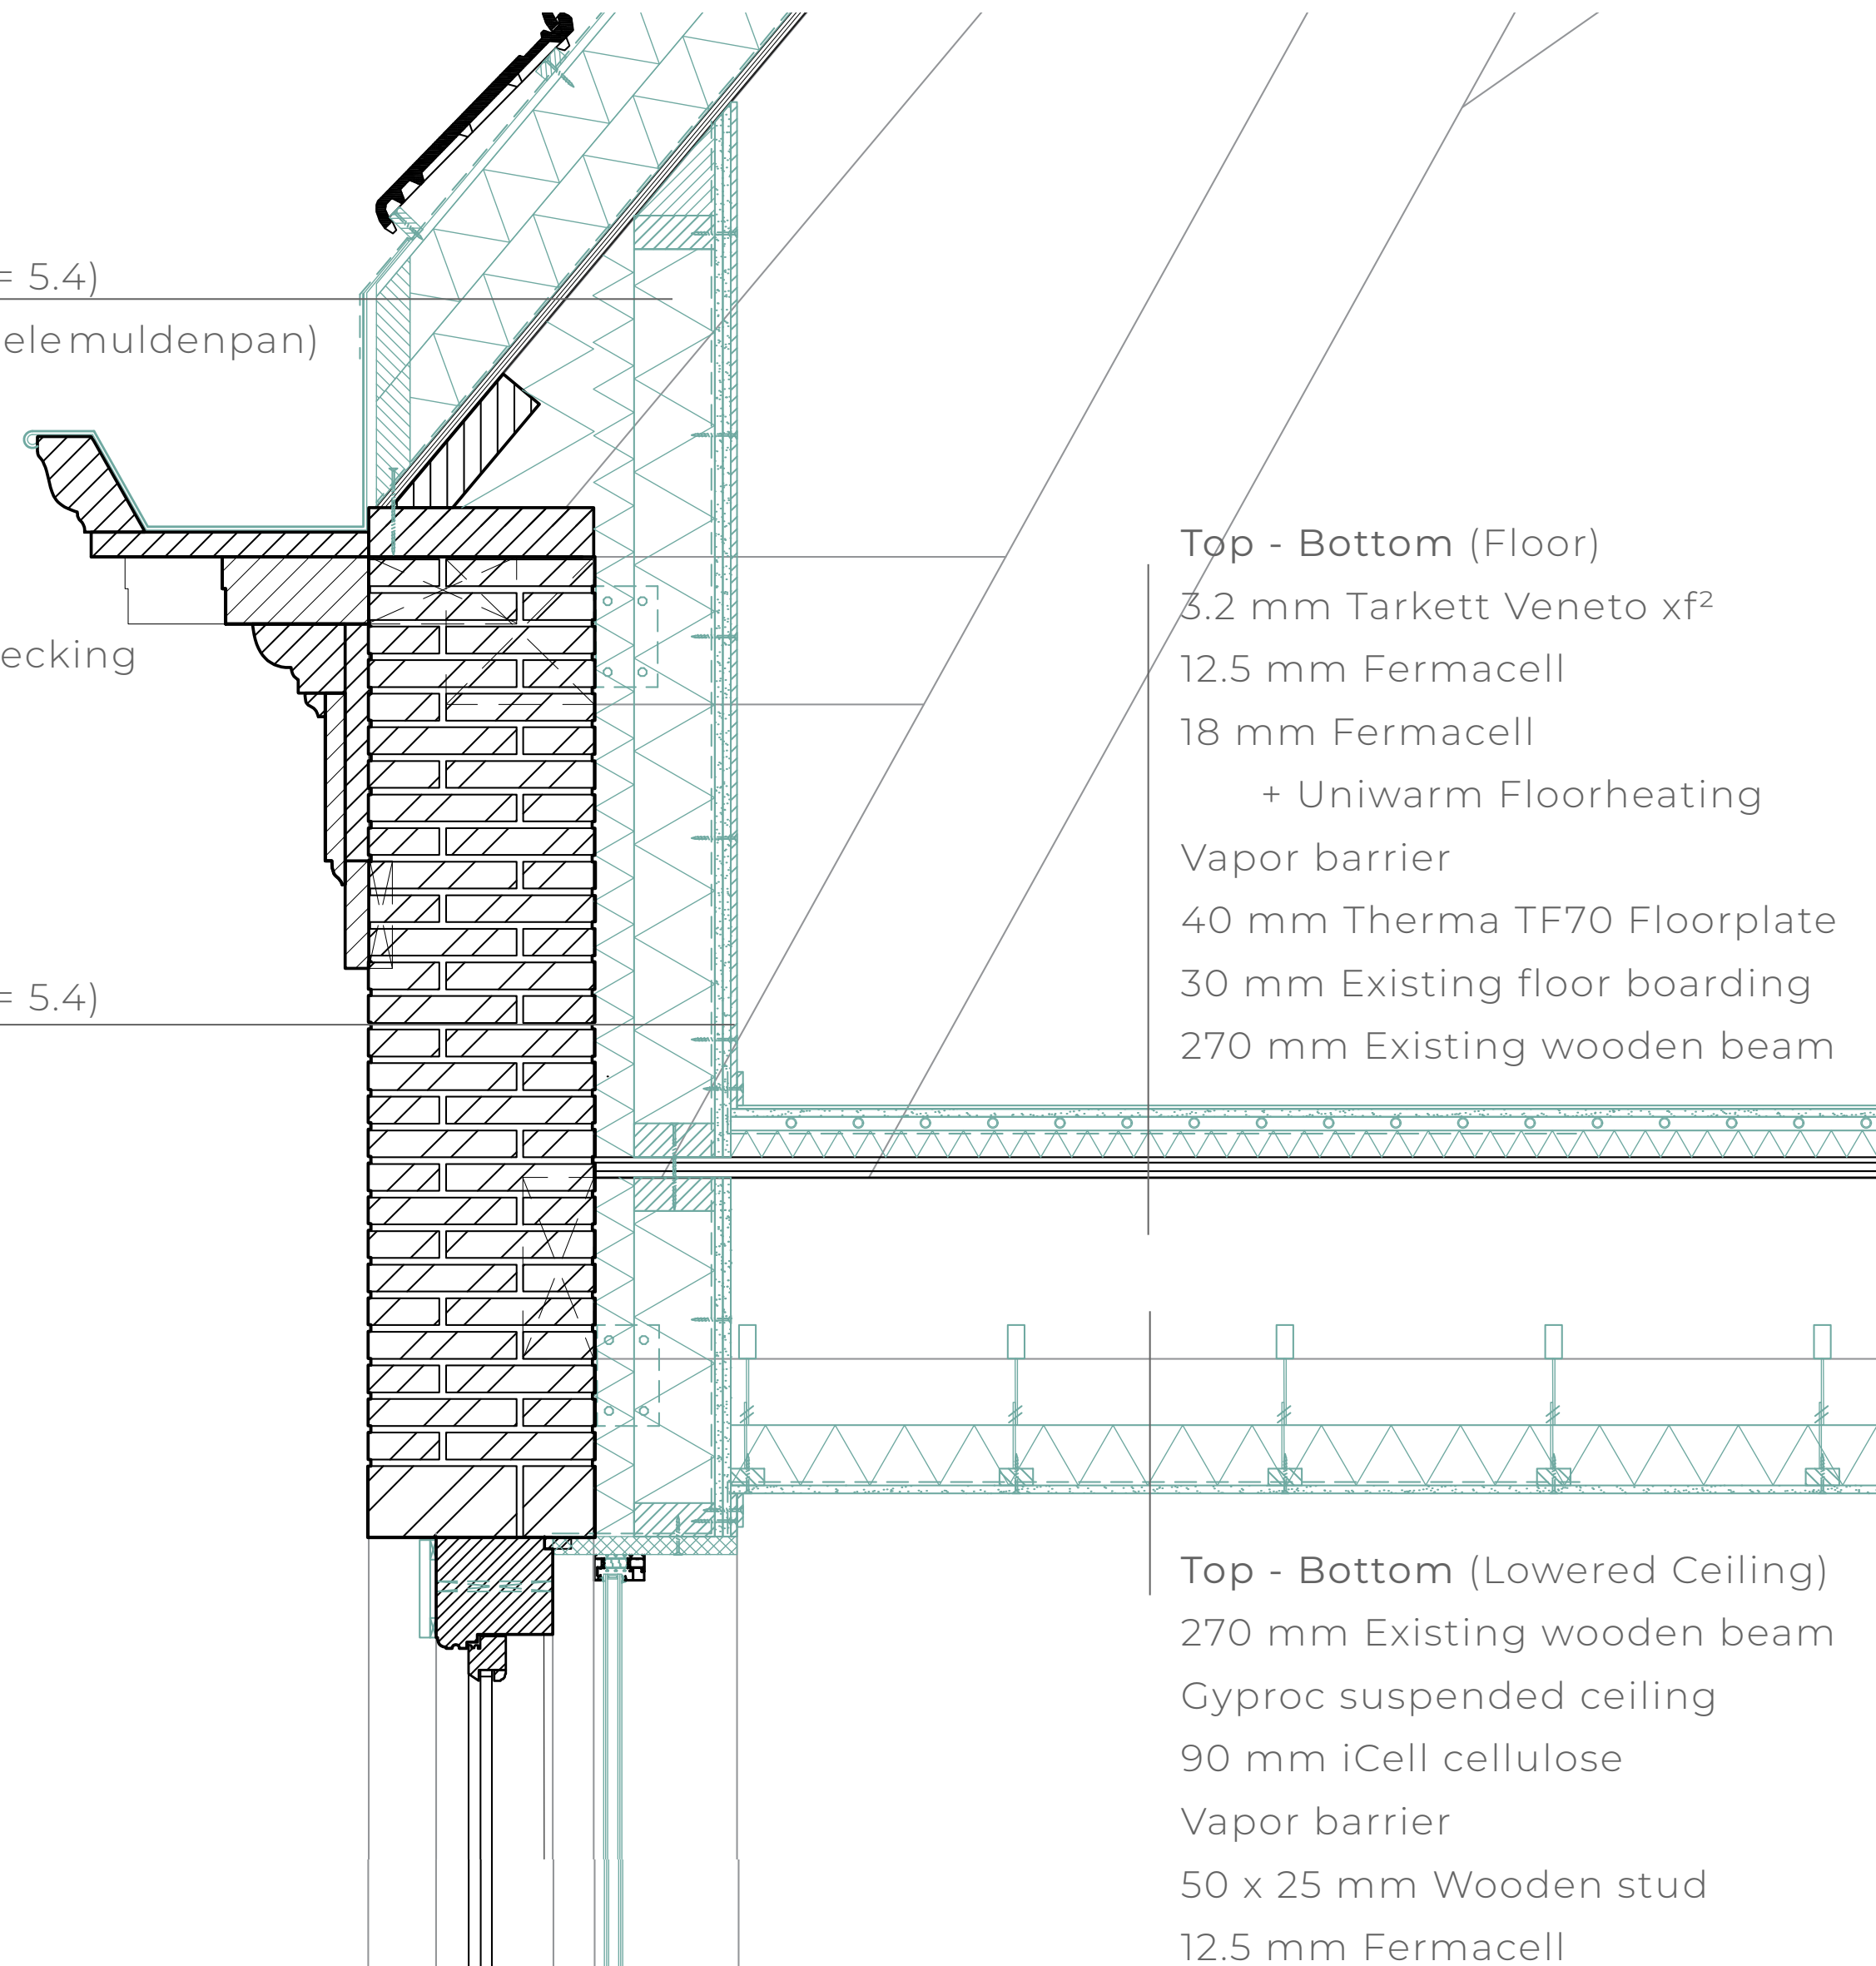 = 5.4)
elemuldenpan)
ecking
= 5.4)
Top - Bottom (Floor)
3.2 mm Tarkett Veneto xf²
12.5 mm Fermacell
18 mm Fermacell
+ Uniwarm Floorheating
Vapor barrier
40 mm Therma TF70 Floorplate
30 mm Existing floor boarding
270 mm Existing wooden beam
Top - Bottom (Lowered Ceiling)
270 mm Existing wooden beam
Gyproc suspended ceiling
90 mm iCell cellulose
Vapor barrier
50 x 25 mm Wooden stud
12.5 mm Fermacell